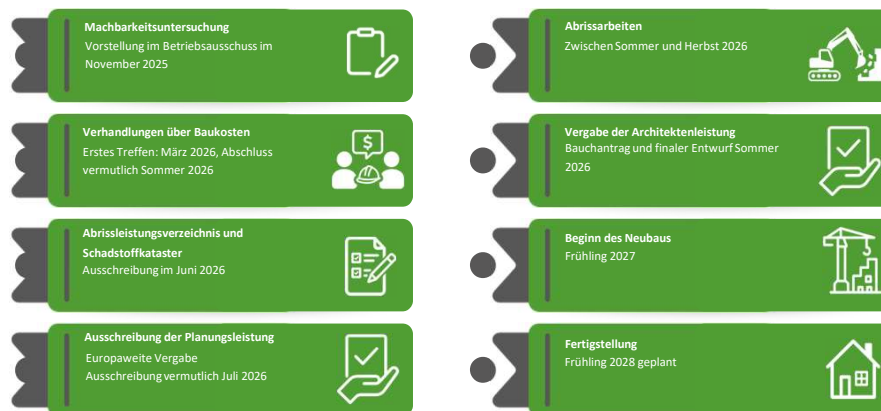 Machbarkeitsuntersuchung
Vorstellung im Betriebsausschuss im
November 2025
Verhandlungen über Baukosten
Erstes Treffen: März 2026, Abschluss
vermutlich Sommer 2026
Abrissleistungsverzeichnis und
Schadstoffkataster
Ausschreibung im Juni 2026
Ausschreibung der Planungsleistung
Europaweite Vergabe
Ausschreibung vermutlich Juli 2026
Abrissarbeiten
Zwischen Sommer und Herbst 2026
Vergabe der Architektenleistung
Bauchantrag und finaler Entwurf Sommer
2026
Beginn des Neubaus
Frühling 2027
Fertigstellung
Frühling 2028 geplant